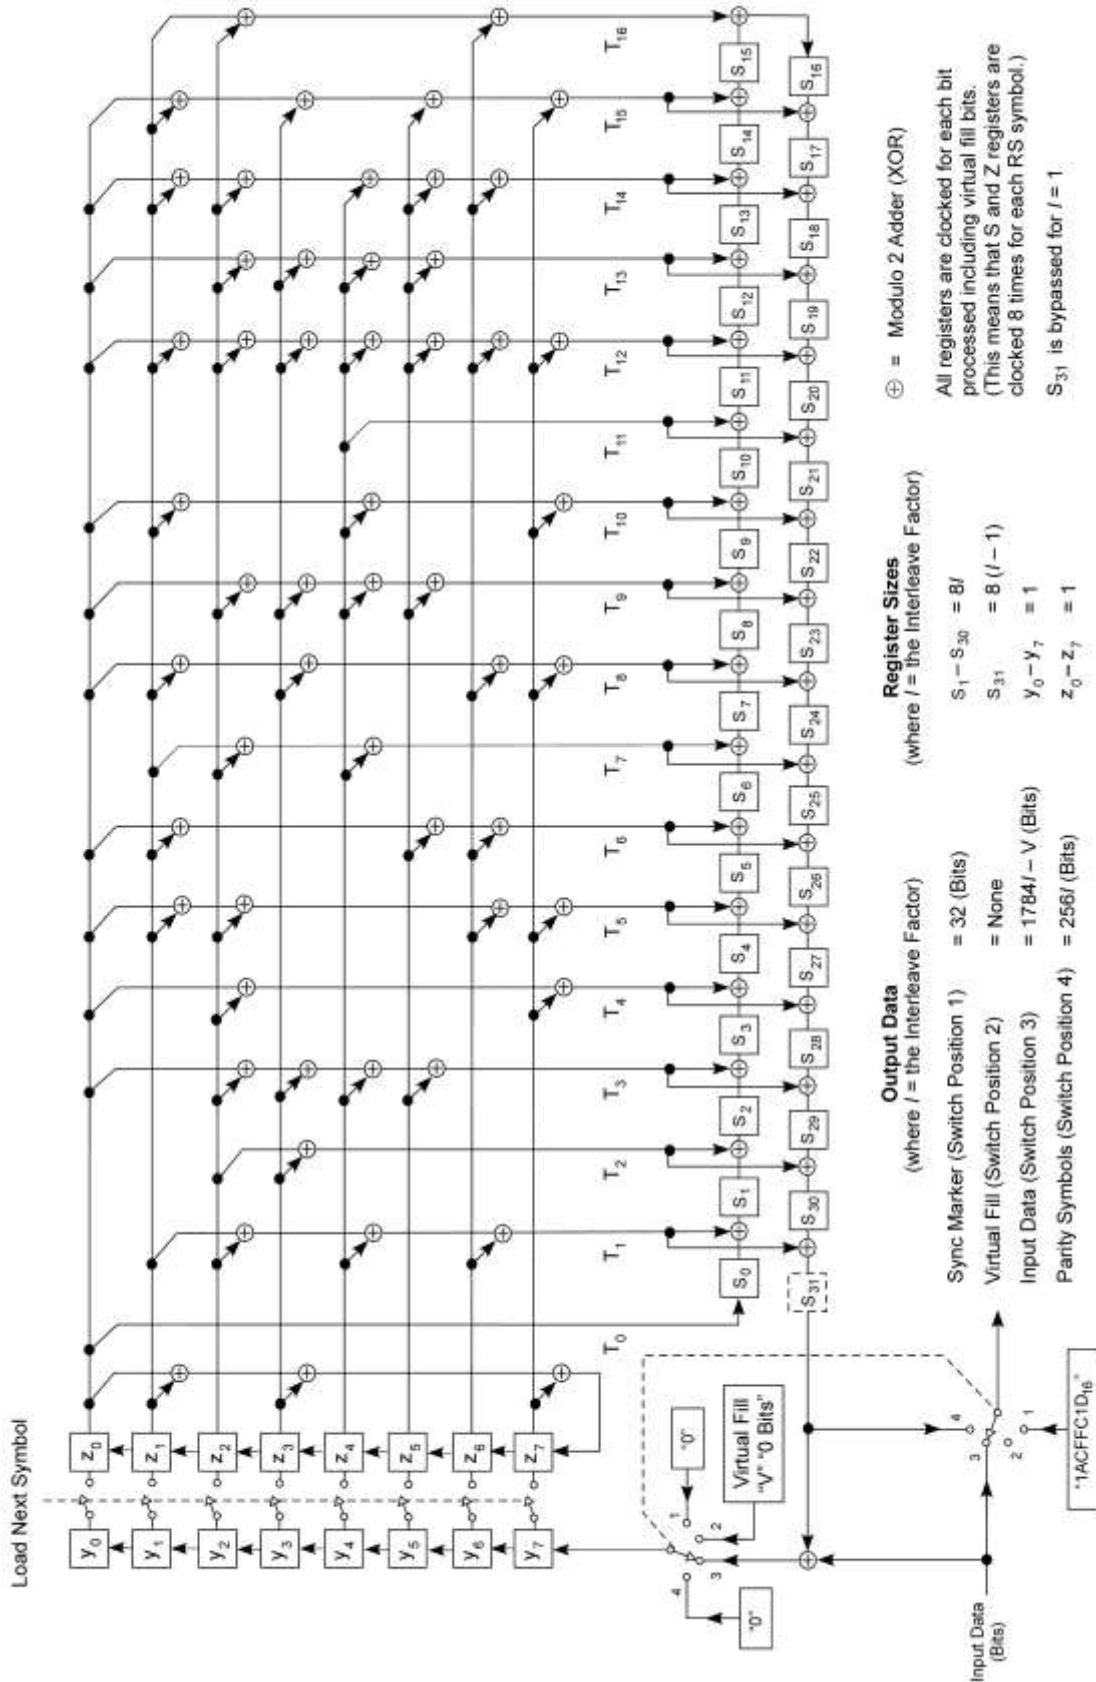 Load Next Symbol
y0 y1 y2 y3 y4 y5 y6 y7
z0 z1 z2 z3 z4 z5 z6 z7
T0 T1 T2 T3 T4 T5 T6 T7 T8 T9 T10 T11 T12 T13 T14 T15 T16
S0 S1 S2 S3 S4 S5 S6 S7 S8 S9 S10 S11 S12 S13 S14 S15
S31 S30 S29 S28 S27 S26 S25 S24 S23 S22 S21 S20 S19 S18 S17 S16
"0"
Virtual Fill
"V" "0 Bits"
1
2
3
4
"0"
Input Data
(Bits)
4
3
2
1
"1ACFFC1D16"
Output Data
(where I = the Interleave Factor)
Sync Marker (Switch Position 1) = 32 (Bits)
Virtual Fill (Switch Position 2) = None
Input Data (Switch Position 3) = 1784I – V (Bits)
Parity Symbols (Switch Position 4) = 256I (Bits)
Register Sizes
(where I = the Interleave Factor)
S1 – S30 = 8I
S31 = 8 (I – 1)
y0 – y7 = 1
z0 – z7 = 1
⊕ = Modulo 2 Adder (XOR)
All registers are clocked for each bit
processed including virtual fill bits.
(This means that S and Z registers are
clocked 8 times for each RS symbol.)
S31 is bypassed for I = 1